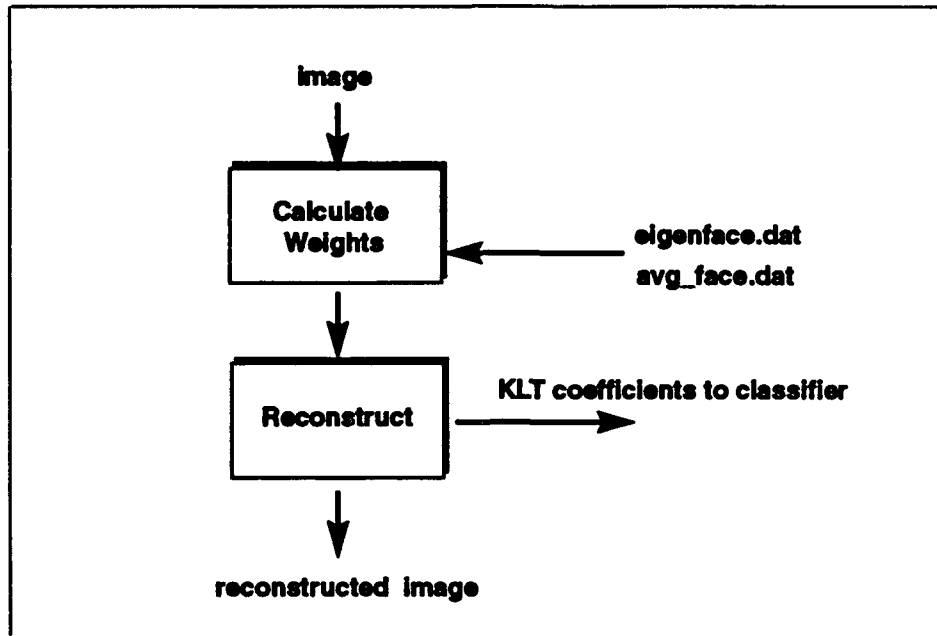 image
Calculate
Weights
eigenface.dat
avg_face.dat
Reconstruct
KLT coefficients to classifier
reconstructed image